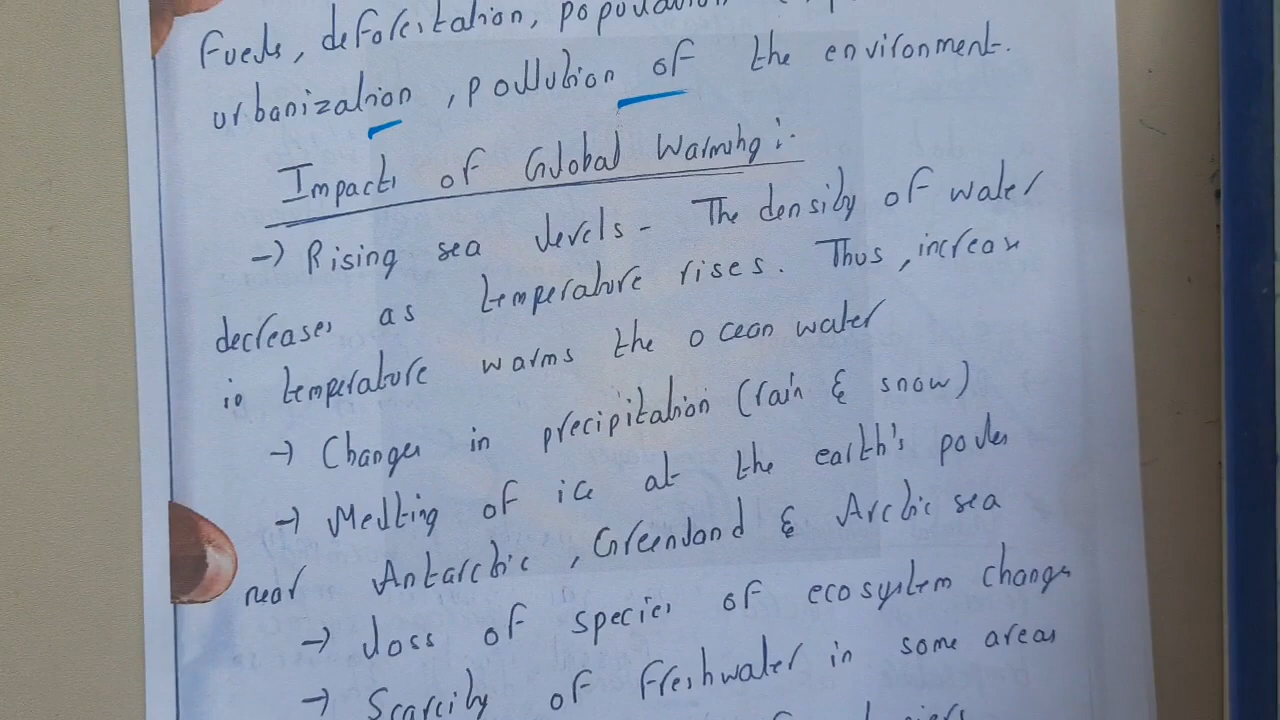 Fuels, deforestation, population
urbanization, pollution of the environment.
Impacts of Global Warming :-
→ Rising sea levels - The density of water
decreases as temperature rises. Thus, increase
in temperature warms the ocean water
→ Changes in precipitation (rain & snow)
→ Melting of ice at the earth's poles
near Antarctic, Greenland & Arctic sea
→ Loss of species of ecosystem change
→ Scarcity of Freshwater in some areas